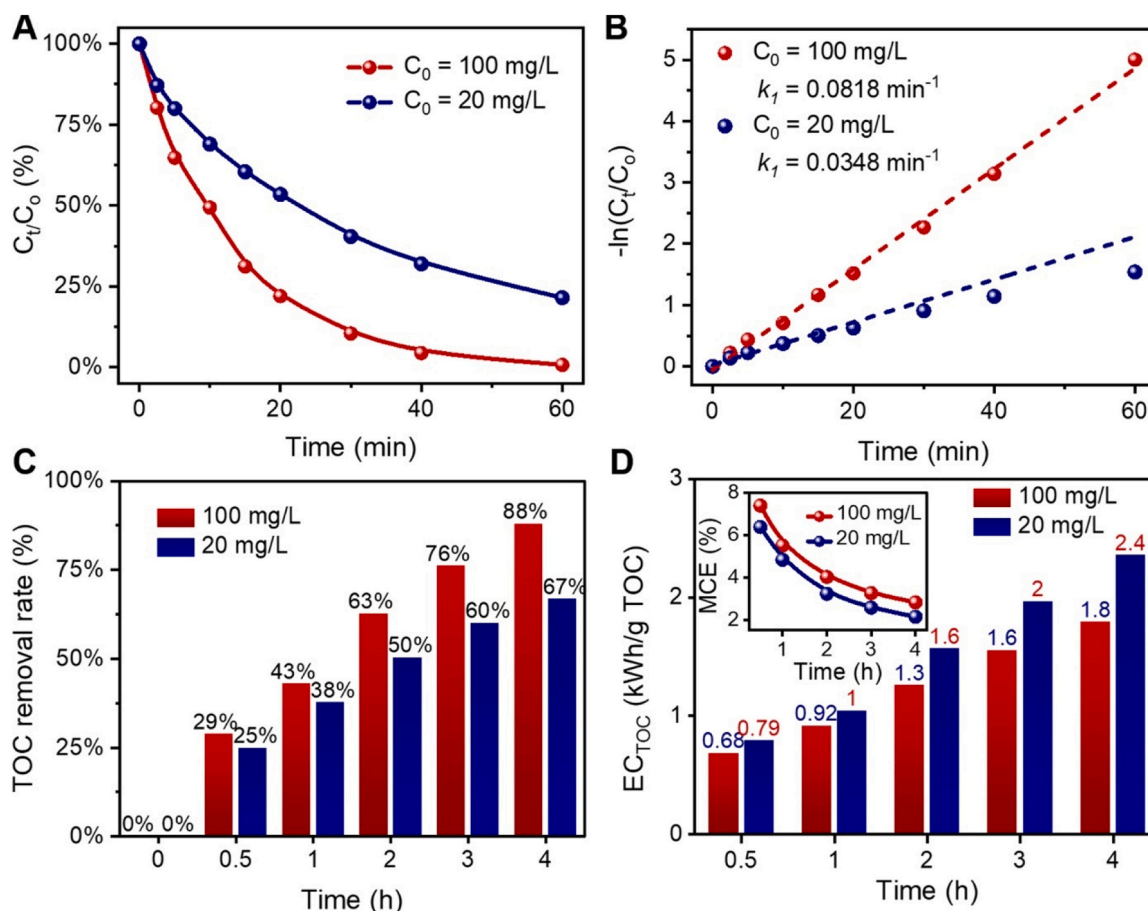 A
100%
75%
50%
25%
0%
Cₜ/Cₒ (%)
C₀ = 100 mg/L
C₀ = 20 mg/L
0 20 40 60
Time (min)
B
5
4
3
2
1
0
-ln(Cₜ/Cₒ)
C₀ = 100 mg/L
k₁ = 0.0818 min⁻¹
C₀ = 20 mg/L
k₁ = 0.0348 min⁻¹
0 20 40 60
Time (min)
C
100%
75%
50%
25%
0%
TOC removal rate (%)
100 mg/L
20 mg/L
0% 0%
29% 25%
43% 38%
63% 50%
76% 60%
88% 67%
0 0.5 1 2 3 4
Time (h)
D
3
2
1
0
EC_TOC (kWh/g TOC)
100 mg/L
20 mg/L
8
6
4
2
MCE (%)
100 mg/L
20 mg/L
1 2 3 4
Time (h)
0.68 0.79
0.92 1
1.3 1.6
1.6 2
1.8 2.4
0.5 1 2 3 4
Time (h)